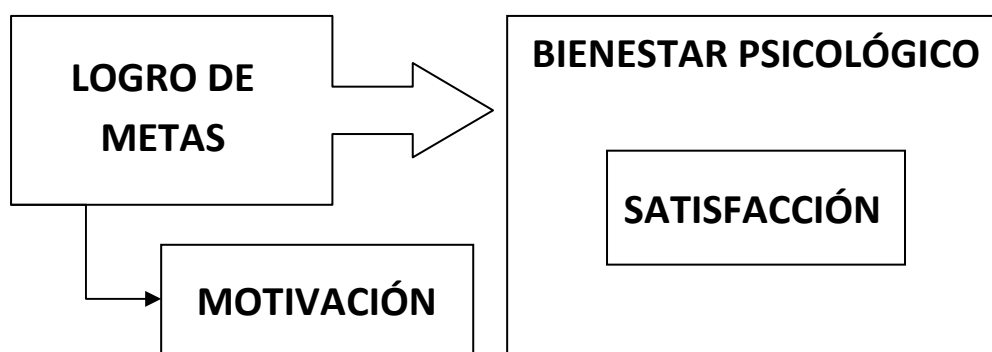 LOGRO DE
METAS
BIENESTAR PSICOLÓGICO
SATISFACCIÓN
MOTIVACIÓN